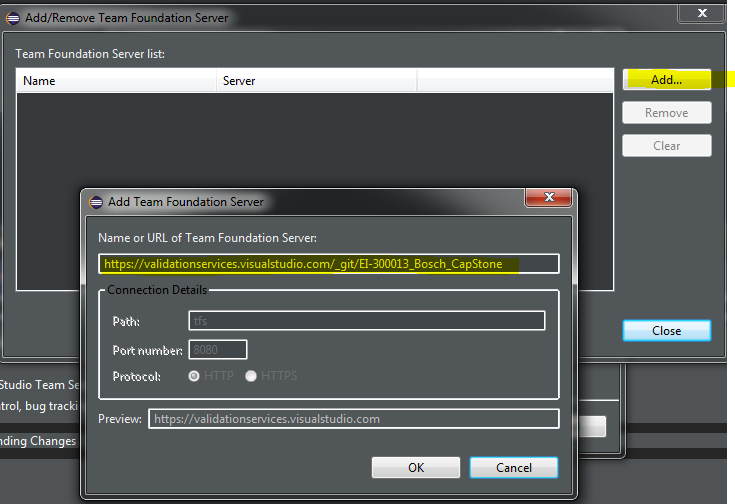 Add/Remove Team Foundation Server
Team Foundation Server list:
Name Server
Add...
Remove
Clear
Add Team Foundation Server
Name or URL of Team Foundation Server:
https://validationservices.visualstudio.com/_git/EI-300013_Bosch_CapStone
Connection Details
Path: tfs
Port number: 8080
Protocol: HTTP HTTPS
Preview: https://validationservices.visualstudio.com
OK Cancel
Close
Studio Team Se
ntrol, bug tracki
nding Changes